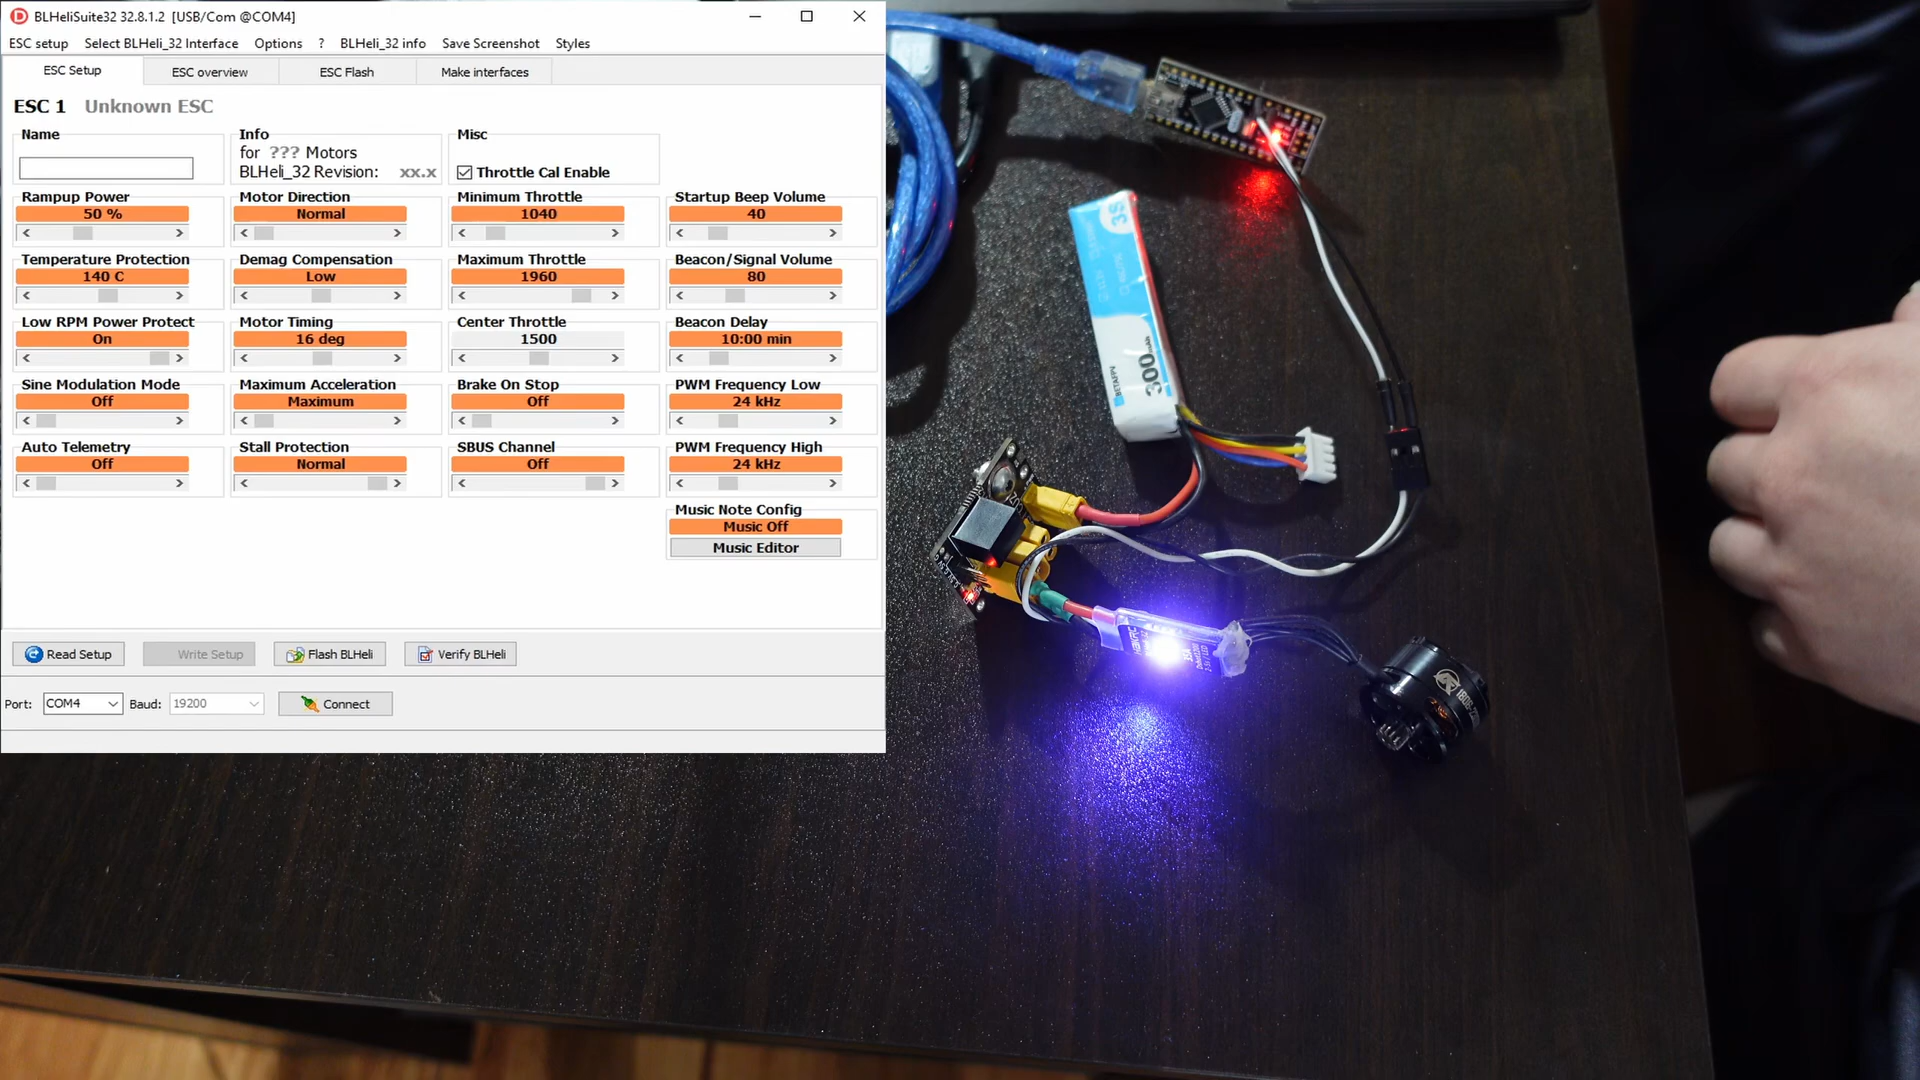 BLHeliSuite32 32.8.1.2 [USB/Com @COM4]
ESC setup Select BLHeli_32 Interface Options ? BLHeli_32 info Save Screenshot Styles
ESC Setup ESC overview ESC Flash Make interfaces
ESC 1 Unknown ESC
Name Info Misc
for ??? Motors
BLHeli_32 Revision: xx.x Throttle Cal Enable
Rampup Power Motor Direction Minimum Throttle Startup Beep Volume
50 % Normal 1040 40
Temperature Protection Demag Compensation Maximum Throttle Beacon/Signal Volume
140 C Low 1960 80
Low RPM Power Protect Motor Timing Center Throttle Beacon Delay
On 16 deg 1500 10:00 min
Sine Modulation Mode Maximum Acceleration Brake On Stop PWM Frequency Low
Off Maximum Off 24 kHz
Auto Telemetry Stall Protection SBUS Channel PWM Frequency High
Off Normal Off 24 kHz
Music Note Config
Music Off
Music Editor
Read Setup Write Setup Flash BLHeli Verify BLHeli
Port: COM4 Baud: 19200 Connect
3S
300mAh
BETAFPV
35A